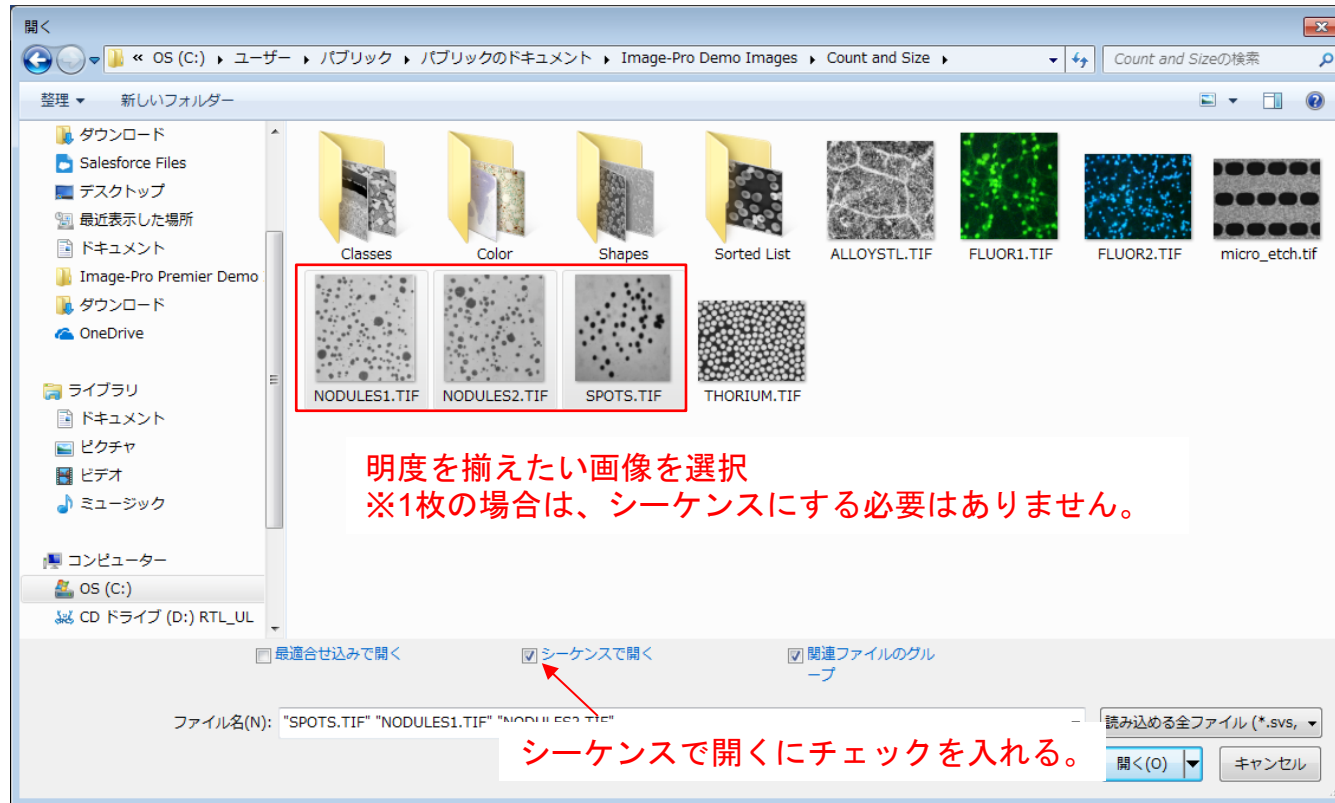 開く
« OS (C:) ▸ ユーザー ▸ パブリック ▸ パブリックのドキュメント ▸ Image-Pro Demo Images ▸ Count and Size ▸
Count and Sizeの検索
整理 ▼ 新しいフォルダー
ダウンロード
Salesforce Files
デスクトップ
最近表示した場所
ドキュメント
Image-Pro Premier Demo
ダウンロード
OneDrive
ライブラリ
ドキュメント
ピクチャ
ビデオ
ミュージック
コンピューター
OS (C:)
CD ドライブ (D:) RTL_UL
Classes Color Shapes Sorted List ALLOYSTL.TIF FLUOR1.TIF FLUOR2.TIF micro_etch.tif
NODULES1.TIF NODULES2.TIF SPOTS.TIF THORIUM.TIF
明度を揃えたい画像を選択
※1枚の場合は、シーケンスにする必要はありません。
最適合せ込みで開く シーケンスで開く 関連ファイルのグル
ープ
ファイル名(N): "SPOTS.TIF" "NODULES1.TIF" "NODULES2.TIF" 読み込める全ファイル (*.svs,
シーケンスで開くにチェックを入れる。
開く(O) キャンセル